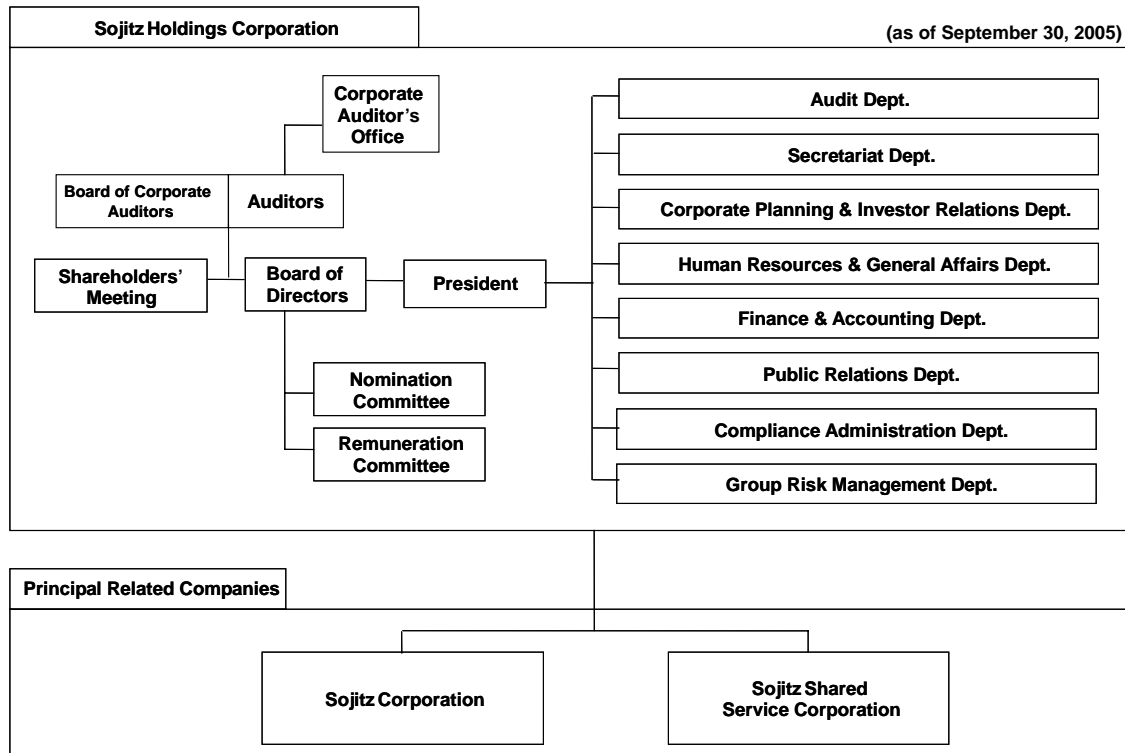 Sojitz Holdings Corporation
(as of September 30, 2005)
Corporate
Auditor's
Office
Board of Corporate
Auditors
Auditors
Shareholders'
Meeting
Board of
Directors
President
Nomination
Committee
Remuneration
Committee
Audit Dept.
Secretariat Dept.
Corporate Planning & Investor Relations Dept.
Human Resources & General Affairs Dept.
Finance & Accounting Dept.
Public Relations Dept.
Compliance Administration Dept.
Group Risk Management Dept.
Principal Related Companies
Sojitz Corporation
Sojitz Shared
Service Corporation